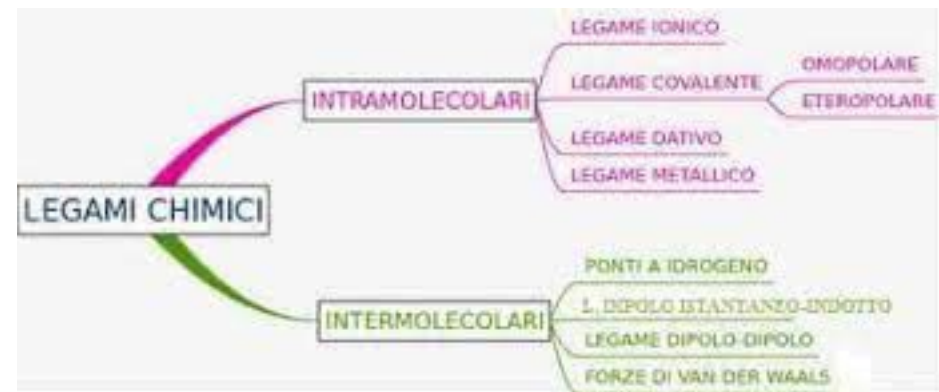 LEGAMI CHIMICI
INTRAMOLECOLARI
LEGAME IONICO
LEGAME COVALENTE
OMOPOLARE
ETEROPOLARE
LEGAME DATIVO
LEGAME METALLICO
INTERMOLECOLARI
PONTI A IDROGENO
L. DIPOLO ISTANTANEO-INDOTTO
LEGAME DIPOLO-DIPOLO
FORZE DI VAN DER WAALS